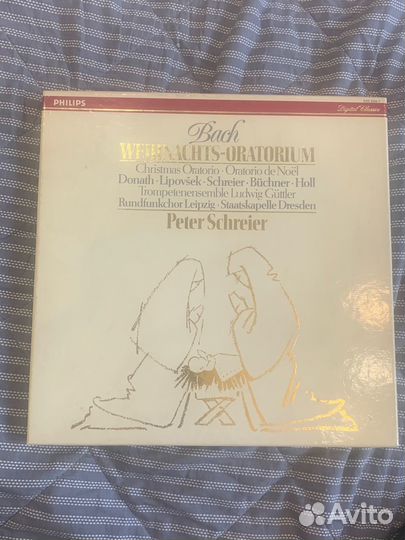 PHILIPS
Digital Classics
Bach
WEIHNACHTS-ORATORIUM
Christmas Oratorio · Oratorio de Noël
Donath · Lipovšek · Schreier · Büchner · Holl
Trompetenensemble Ludwig Güttler
Rundfunkchor Leipzig · Staatskapelle Dresden
Peter Schreier
Avito